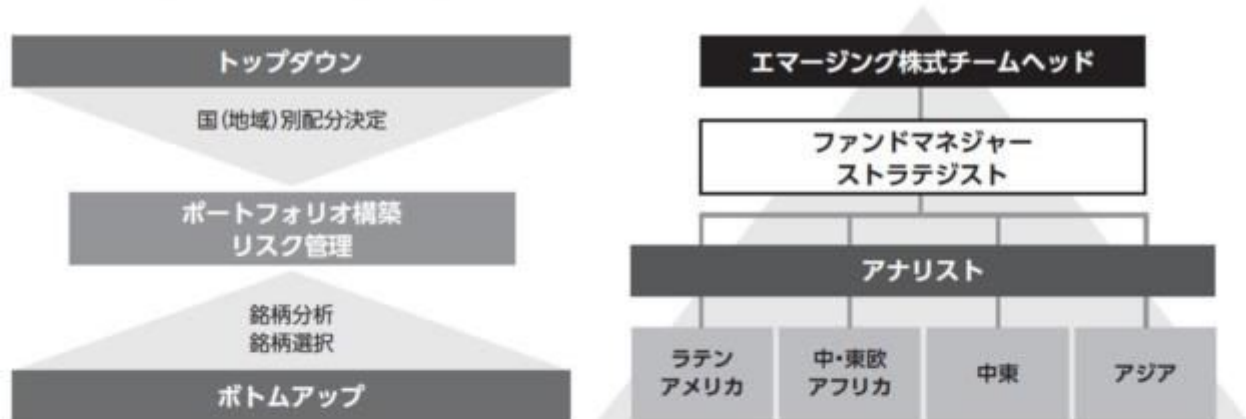 トップダウン
国(地域)別配分決定
ポートフォリオ構築
リスク管理
銘柄分析
銘柄選択
ボトムアップ
エマージング株式チームヘッド
ファンドマネジャー
ストラテジスト
アナリスト
ラテン
アメリカ
中・東欧
アフリカ
中東
アジア